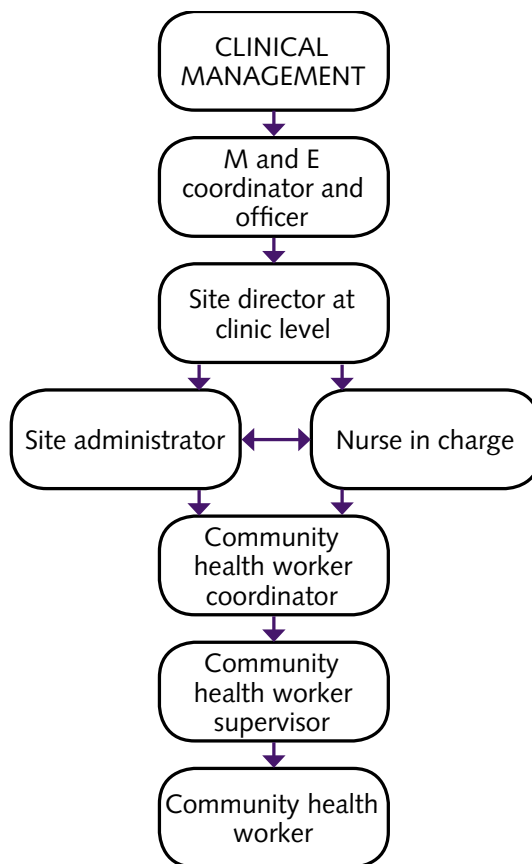 CLINICAL
MANAGEMENT
M and E
coordinator and
officer
Site director at
clinic level
Site administrator
Nurse in charge
Community
health worker
coordinator
Community
health worker
supervisor
Community health
worker